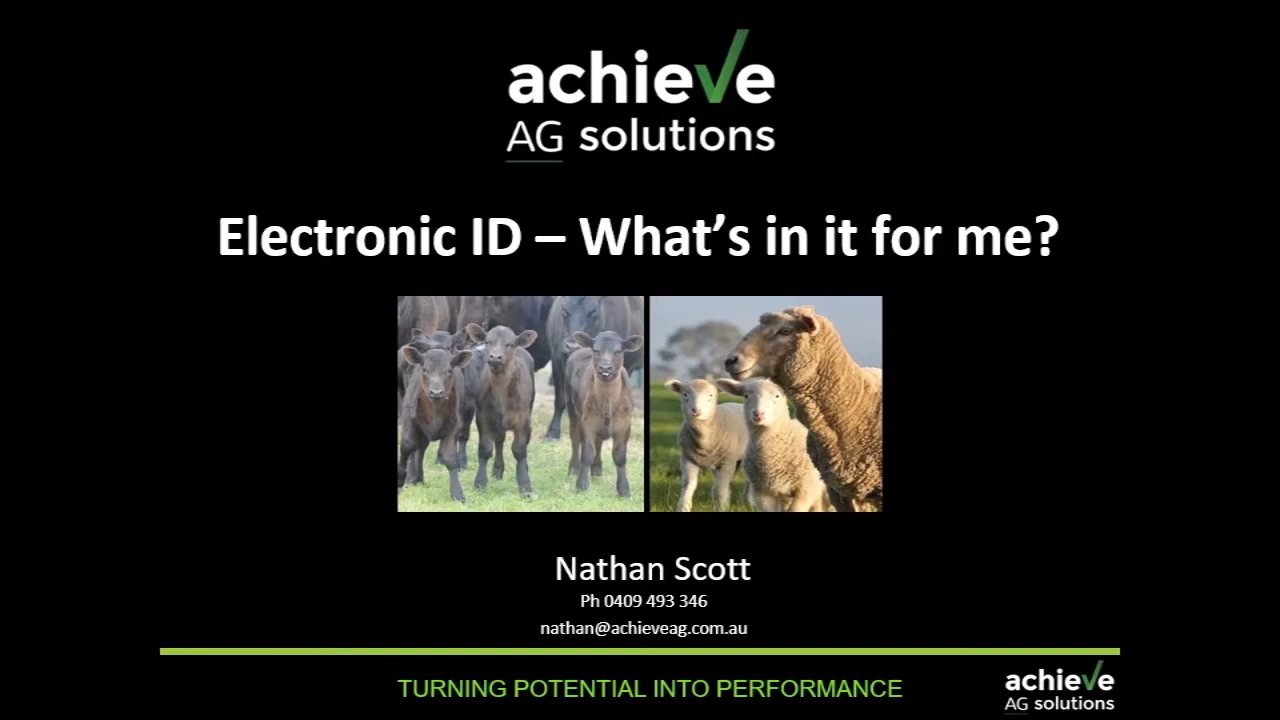 achieve
AG solutions
Electronic ID – What's in it for me?
Nathan Scott
Ph 0409 493 346
nathan@achieveag.com.au
TURNING POTENTIAL INTO PERFORMANCE
achieve
AG solutions